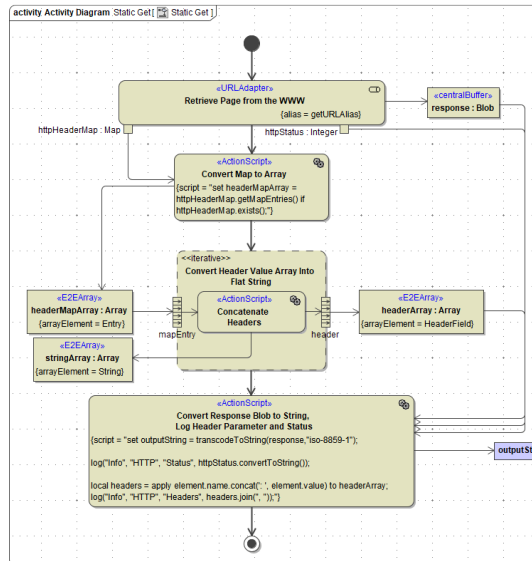 activity Activity Diagram Static Get [ Static Get ]
«URLAdapter»
Retrieve Page from the WWW
{alias = getURLAlias}
«centralBuffer»
response : Blob
httpHeaderMap : Map
httpStatus : Integer
«ActionScript»
Convert Map to Array
{script = "set headerMapArray =
httpHeaderMap.getMapEntries() if
httpHeaderMap.exists();"}
<<iterative>>
Convert Header Value Array Into
Flat String
«E2EArray»
headerMapArray : Array
{arrayElement = Entry}
«ActionScript»
Concatenate
Headers
mapEntry
header
«E2EArray»
headerArray : Array
{arrayElement = HeaderField}
«E2EArray»
stringArray : Array
{arrayElement = String}
«ActionScript»
Convert Response Blob to String,
Log Header Parameter and Status
{script = "set outputString = transcodeToString(response,"iso-8859-1");
log("Info", "HTTP", "Status", httpStatus.convertToString());
local headers = apply element.name.concat(': ', element.value) to headerArray;
log("Info", "HTTP", "Headers", headers.join(", "));"}
outputSt